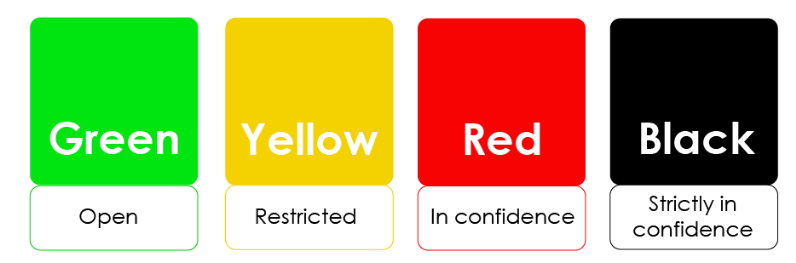 Green
Yellow
Red
Black
Open
Restricted
In confidence
Strictly in
confidence